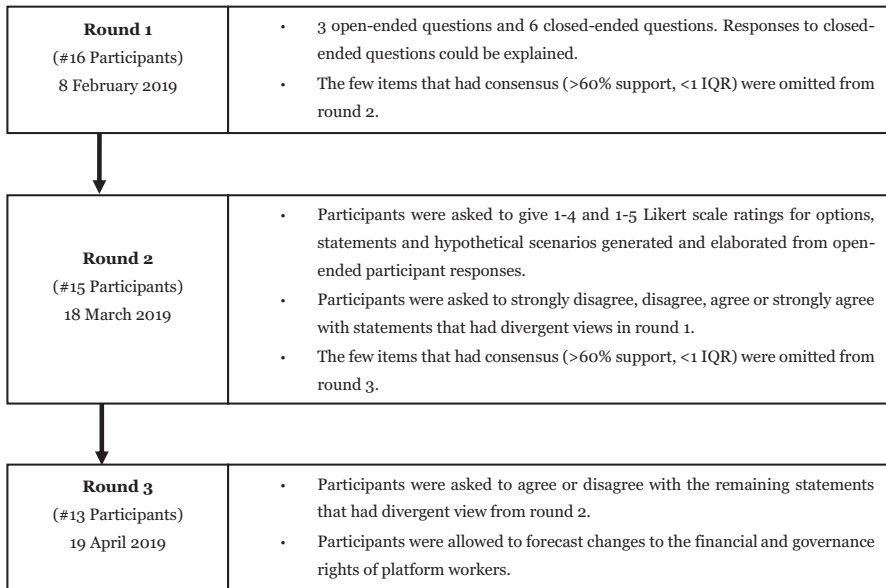 Round 1
(#16 Participants)
8 February 2019
• 3 open-ended questions and 6 closed-ended questions. Responses to closed-
ended questions could be explained.
• The few items that had consensus (>60% support, <1 IQR) were omitted from
round 2.
Round 2
(#15 Participants)
18 March 2019
• Participants were asked to give 1-4 and 1-5 Likert scale ratings for options,
statements and hypothetical scenarios generated and elaborated from open-
ended participant responses.
• Participants were asked to strongly disagree, disagree, agree or strongly agree
with statements that had divergent views in round 1.
• The few items that had consensus (>60% support, <1 IQR) were omitted from
round 3.
Round 3
(#13 Participants)
19 April 2019
• Participants were asked to agree or disagree with the remaining statements
that had divergent view from round 2.
• Participants were allowed to forecast changes to the financial and governance
rights of platform workers.